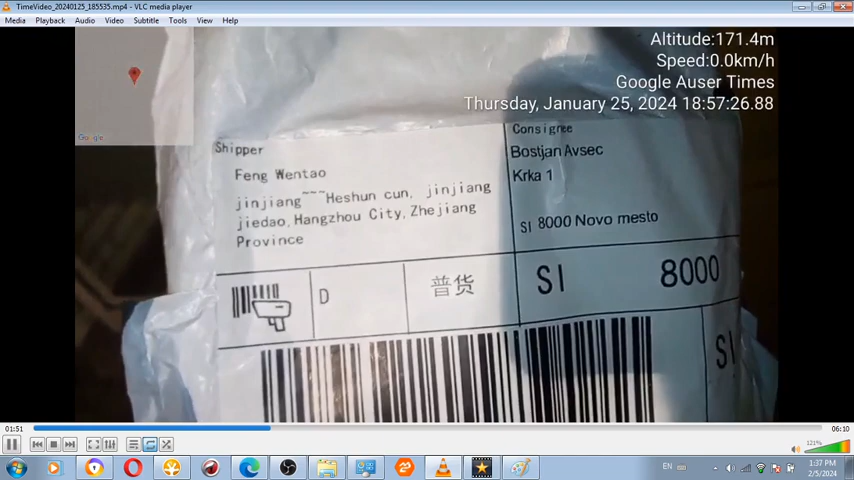 TimeVideo_20240125_185535.mp4 - VLC media player
Media Playback Audio Video Subtitle Tools View Help
Altitude:171.4m
Speed:0.0km/h
Google Auser Times
Thursday, January 25, 2024 18:57:26.88
Google
Shipper
Feng Wentao
jinjiang~~~Heshun cun, jinjiang
jiedao,Hangzhou City,Zhejiang
Province
Consignee
Bostjan Avsec
Krka 1
SI 8000 Novo mesto
D
普货
SI 8000
SI
01:51
06:10
121%
EN
1:37 PM
2/5/2024